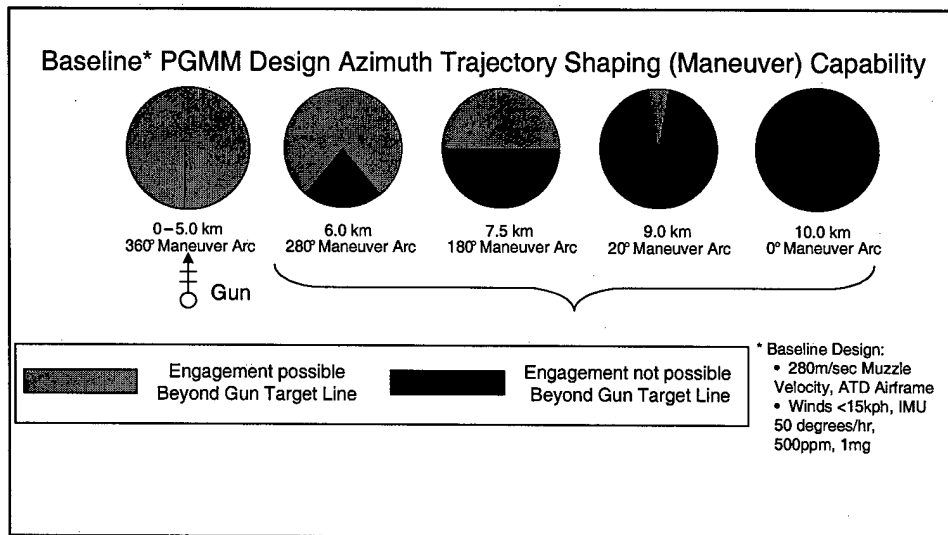 Baseline* PGMM Design Azimuth Trajectory Shaping (Maneuver) Capability
0–5.0 km
360° Maneuver Arc
6.0 km
280° Maneuver Arc
7.5 km
180° Maneuver Arc
9.0 km
20° Maneuver Arc
10.0 km
0° Maneuver Arc
Gun
Engagement possible
Beyond Gun Target Line
Engagement not possible
Beyond Gun Target Line
* Baseline Design:
• 280m/sec Muzzle
Velocity, ATD Airframe
• Winds <15kph, IMU
50 degrees/hr,
500ppm, 1mg